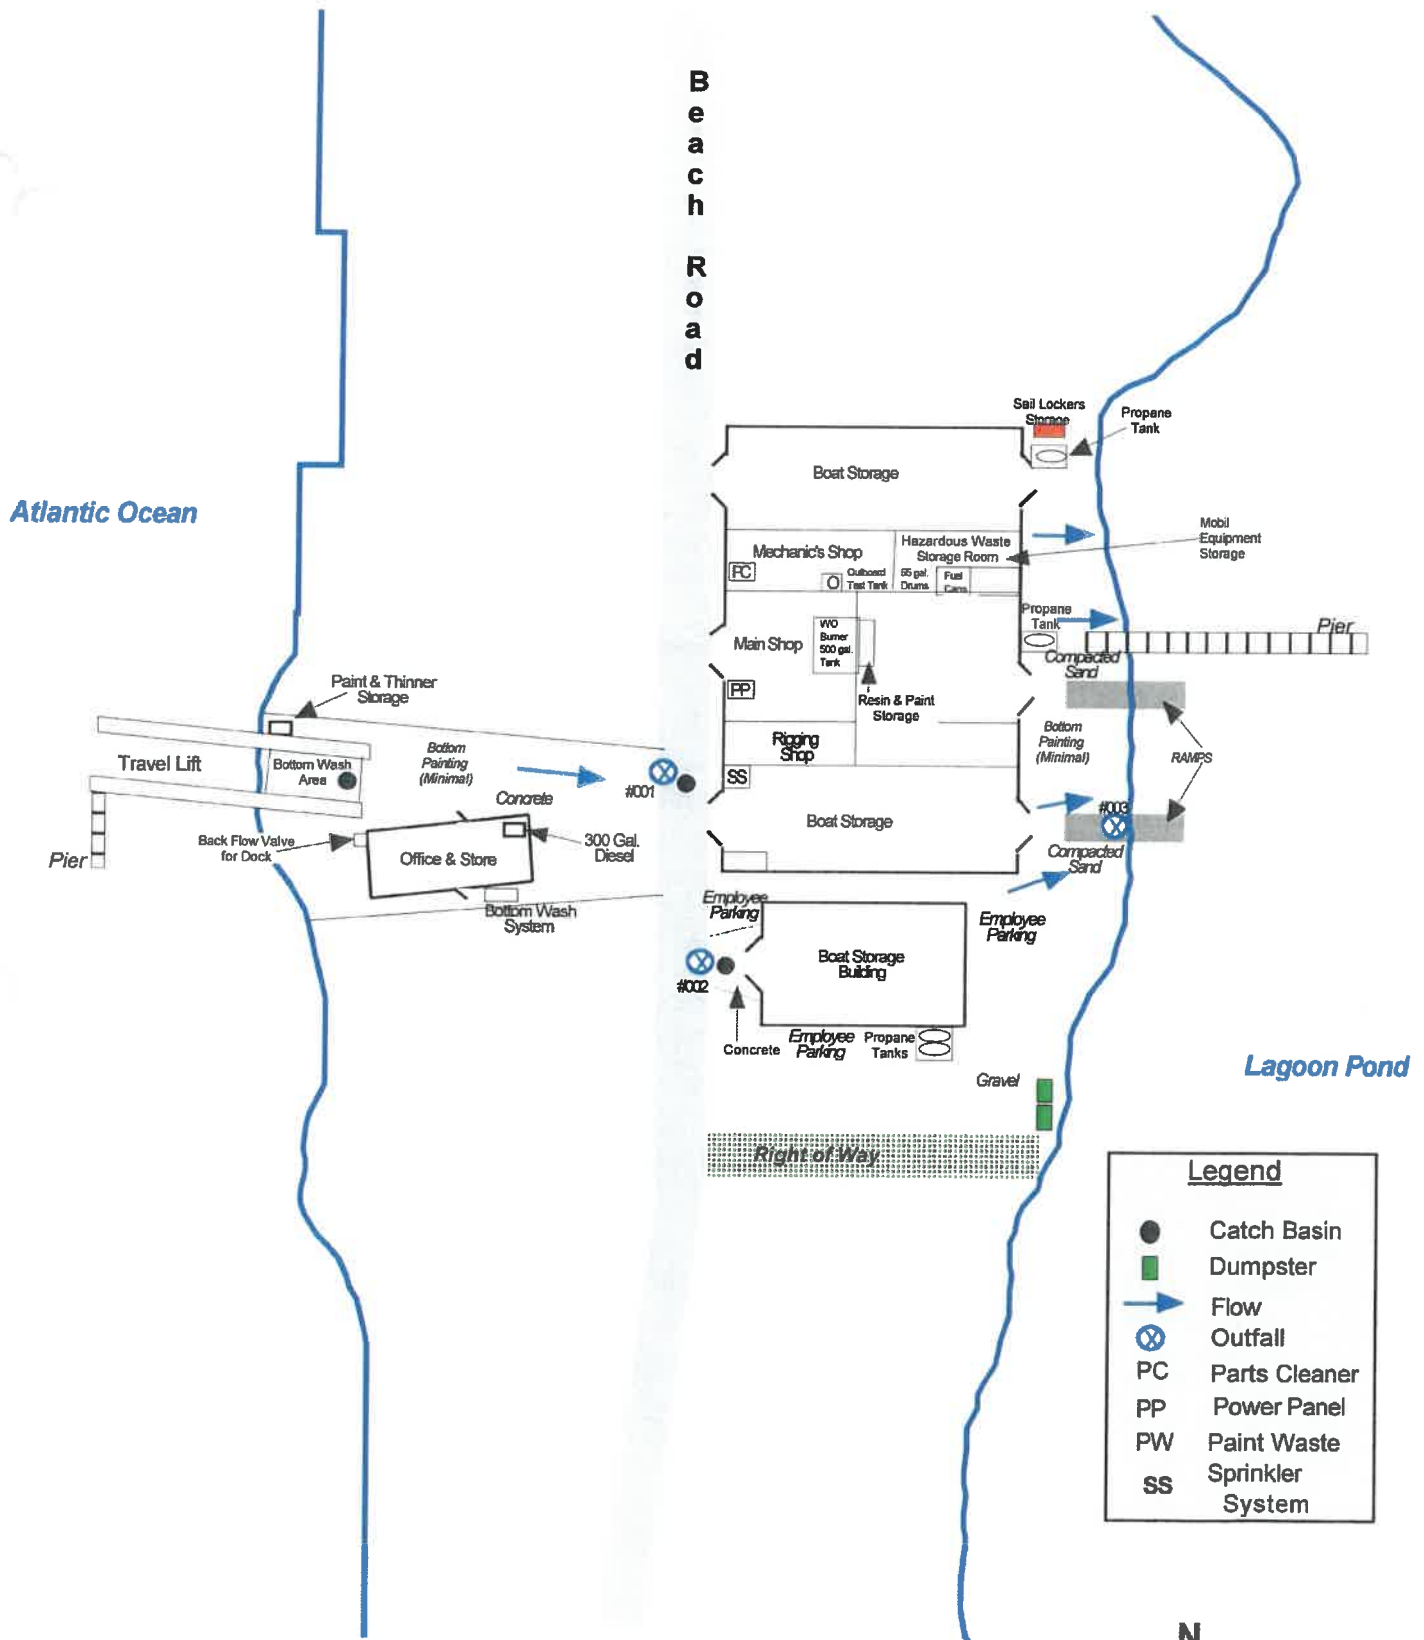 Beach Road
Sail Lockers
Storage
Propane
Tank
Boat Storage
Atlantic Ocean
Mobil
Equipment
Storage
Mechanic's Shop
Hazardous Waste
Storage Room
PC
O
Outboard
Test Tank
55 gal.
Drums
Fuel
Cans
Propane
Tank
Pier
Main Shop
WO
Burner
500 gal.
Tank
Compacted
Sand
Paint & Thinner
Storage
PP
Resin & Paint
Storage
Travel Lift
Bottom Wash
Area
Bottom
Painting
(Minimal)
Rigging
Shop
Bottom
Painting
(Minimal)
RAMPS
SS
#001
Concrete
#003
Boat Storage
Back Flow Valve
for Dock
Office & Store
300 Gal.
Diesel
Pier
Compacted
Sand
Bottom Wash
System
Employee
Parking
Employee
Parking
Boat Storage
Building
#002
Concrete
Employee
Parking
Propane
Tanks
Lagoon Pond
Gravel
Right of Way
Legend
Catch Basin
Dumpster
Flow
Outfall
PC Parts Cleaner
PP Power Panel
PW Paint Waste
SS Sprinkler
System
N